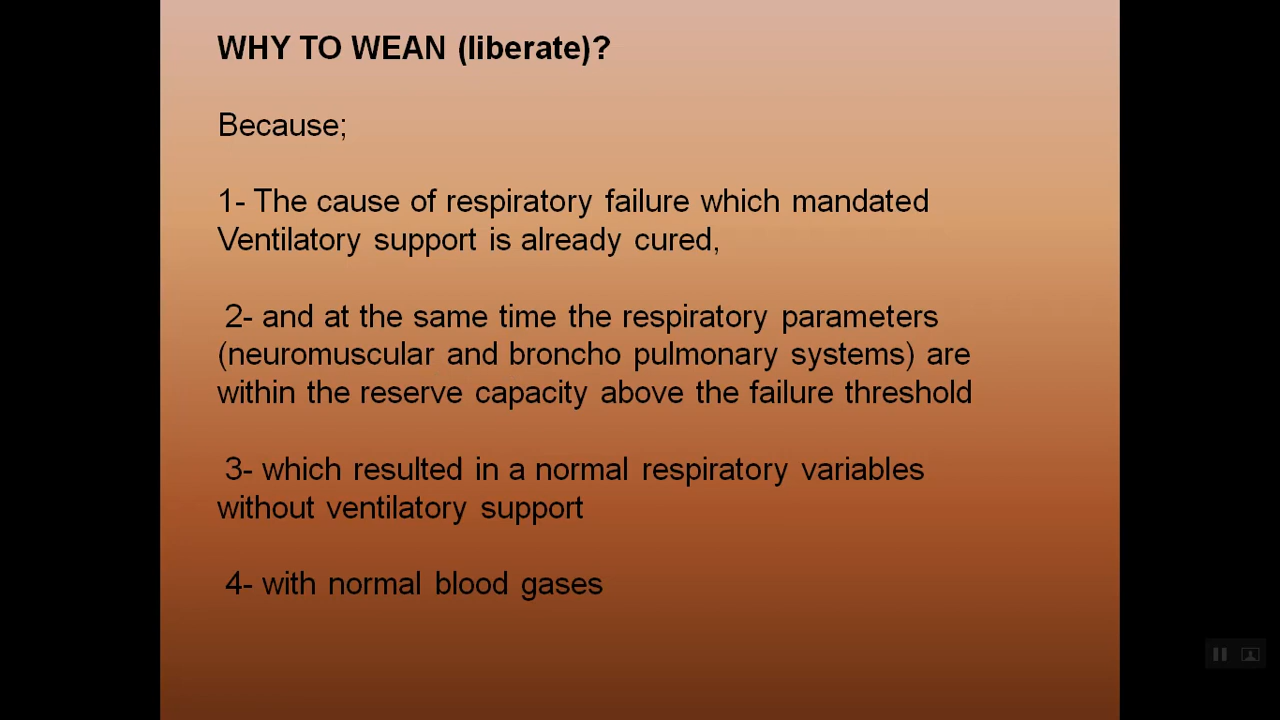 WHY TO WEAN (liberate)?
Because;
1- The cause of respiratory failure which mandated
Ventilatory support is already cured,
2- and at the same time the respiratory parameters
(neuromuscular and broncho pulmonary systems) are
within the reserve capacity above the failure threshold
3- which resulted in a normal respiratory variables
without ventilatory support
4- with normal blood gases